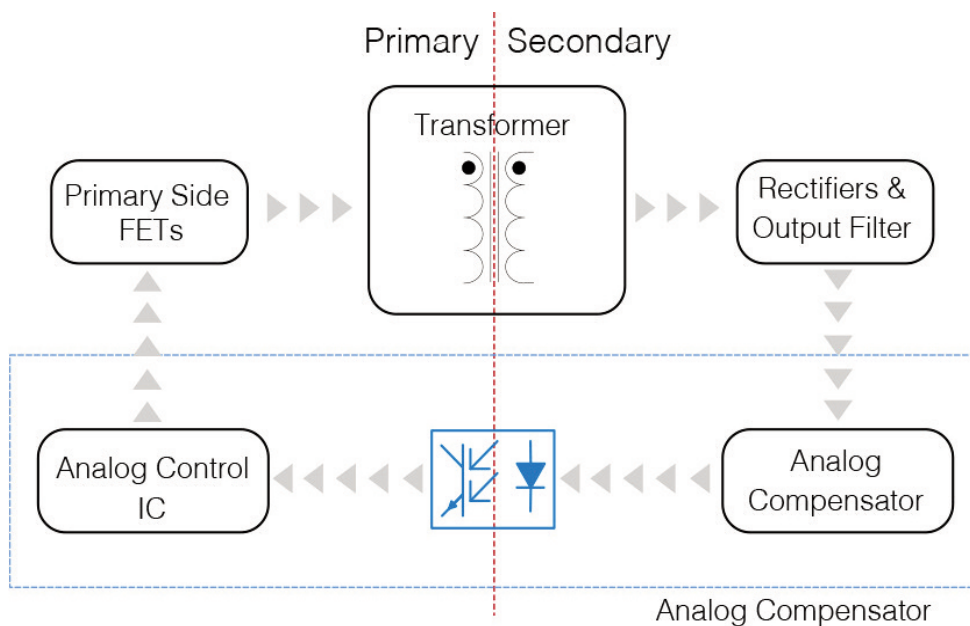 Primary Secondary
Transformer
Primary Side
FETs
Rectifiers &
Output Filter
Analog Control
IC
Analog
Compensator
Analog Compensator